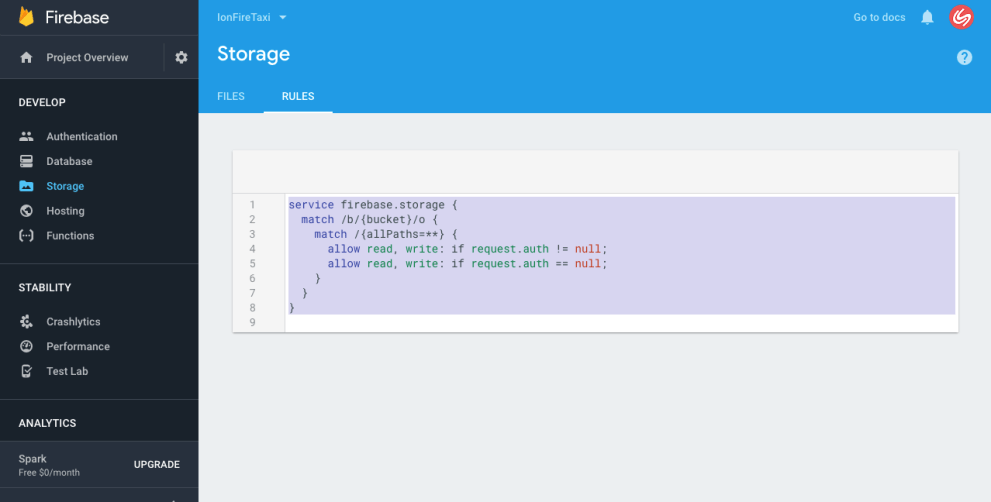 Firebase
IonFireTaxi
Go to docs
Project Overview
Storage
FILES
RULES
DEVELOP
Authentication
Database
Storage
Hosting
Functions
STABILITY
Crashlytics
Performance
Test Lab
ANALYTICS
Spark
Free $0/month
UPGRADE
1 service firebase.storage {
2 match /b/{bucket}/o {
3 match /{allPaths=**} {
4 allow read, write: if request.auth != null;
5 allow read, write: if request.auth == null;
6 }
7 }
8 }
9